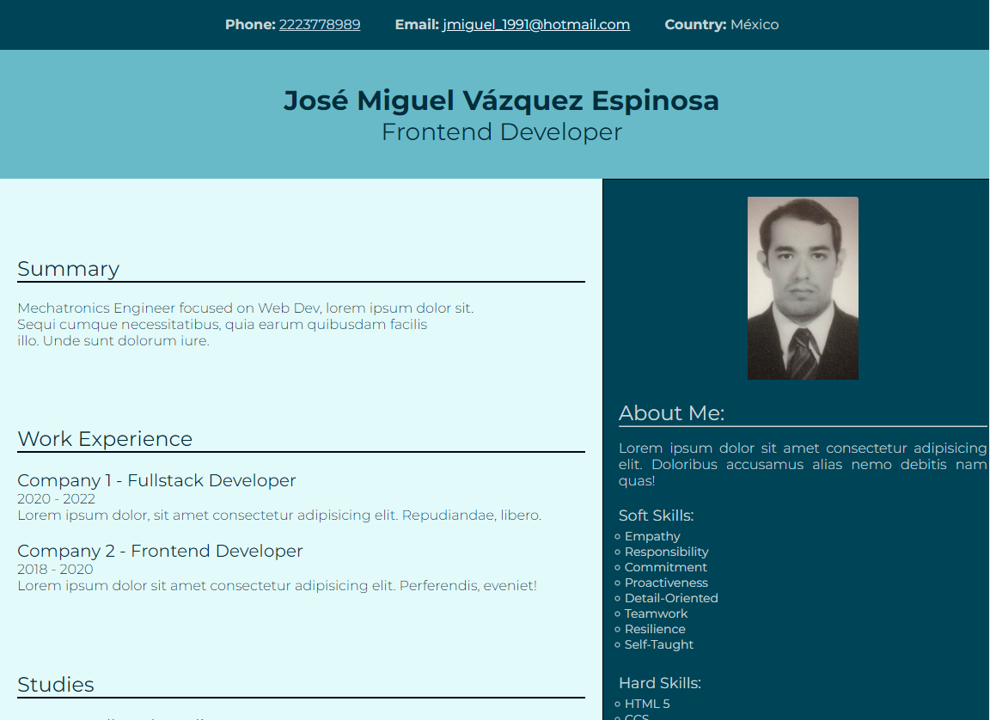 Phone: 2223778989 Email: jmiguel_1991@hotmail.com Country: México
José Miguel Vázquez Espinosa
Frontend Developer
Summary
Mechatronics Engineer focused on Web Dev, lorem ipsum dolor sit.
Sequi cumque necessitatibus, quia earum quibusdam facilis
illo. Unde sunt dolorum iure.
Work Experience
Company 1 - Fullstack Developer
2020 - 2022
Lorem ipsum dolor, sit amet consectetur adipisicing elit. Repudiandae, libero.
Company 2 - Frontend Developer
2018 - 2020
Lorem ipsum dolor sit amet consectetur adipisicing elit. Perferendis, eveniet!
Studies
About Me:
Lorem ipsum dolor sit amet consectetur adipisicing
elit. Doloribus accusamus alias nemo debitis nam
quas!
Soft Skills:
Empathy
Responsibility
Commitment
Proactiveness
Detail-Oriented
Teamwork
Resilience
Self-Taught
Hard Skills:
HTML 5
CCS